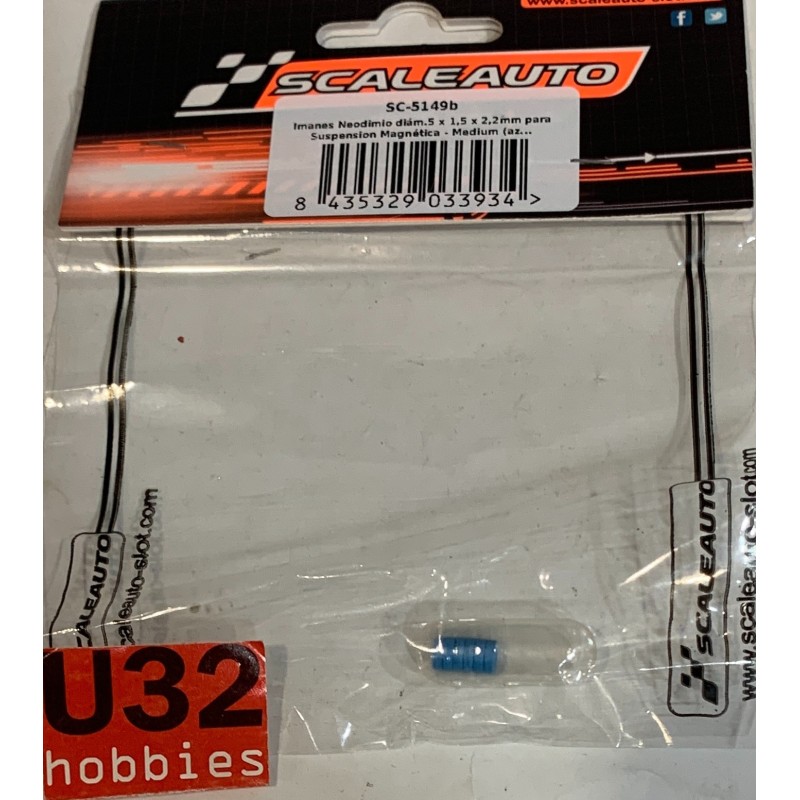 www.scaleauto-slot.
SCALEAUTO
SC-5149b
Imanes Neodimio diám.5 x 1,5 x 2,2mm para
Suspension Magnética - Medium (az...
8 435329 033934 >
scaleauto-slot.com
SCALEAUTO
www.scaleauto-slot.com
SCALEAUTO
U32
hobbies